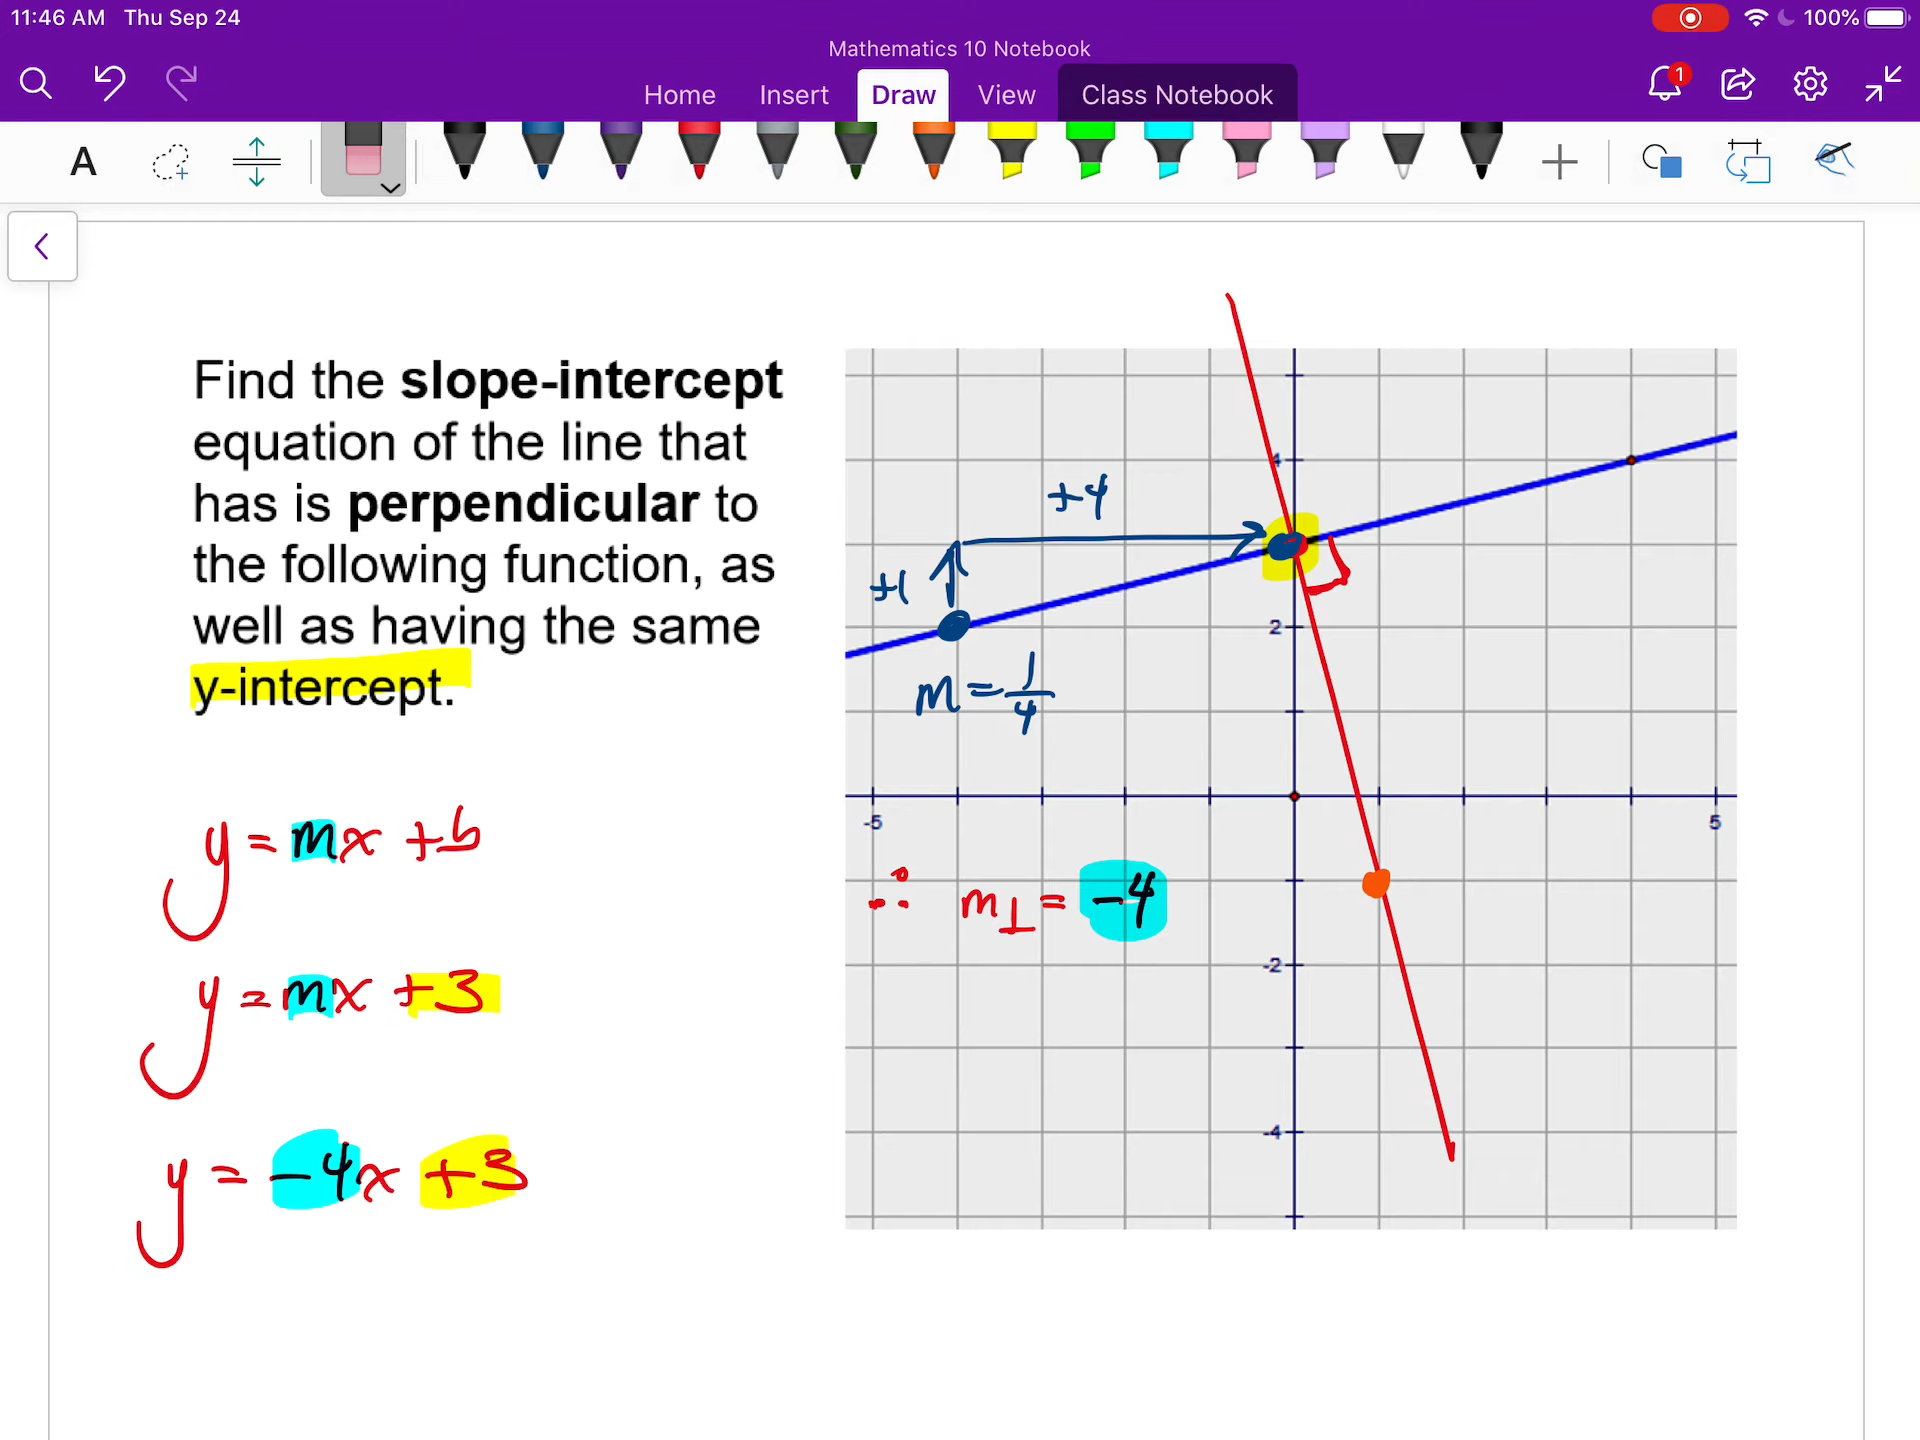 11:46 AM Thu Sep 24
100%
Mathematics 10 Notebook
Home Insert Draw View Class Notebook
1
A
Find the slope-intercept
equation of the line that
has is perpendicular to
the following function, as
well as having the same
y-intercept.
y = mx + b
y = mx + 3
y = -4x + 3
+4
+1
m = 1/4
∴ m⊥ = -4
4
2
-5
5
-2
-4